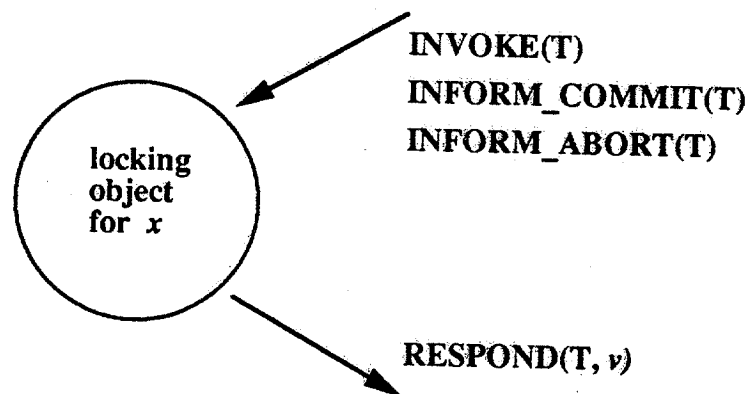 INVOKE(T)
INFORM_COMMIT(T)
INFORM_ABORT(T)
locking
object
for x
RESPOND(T, v)